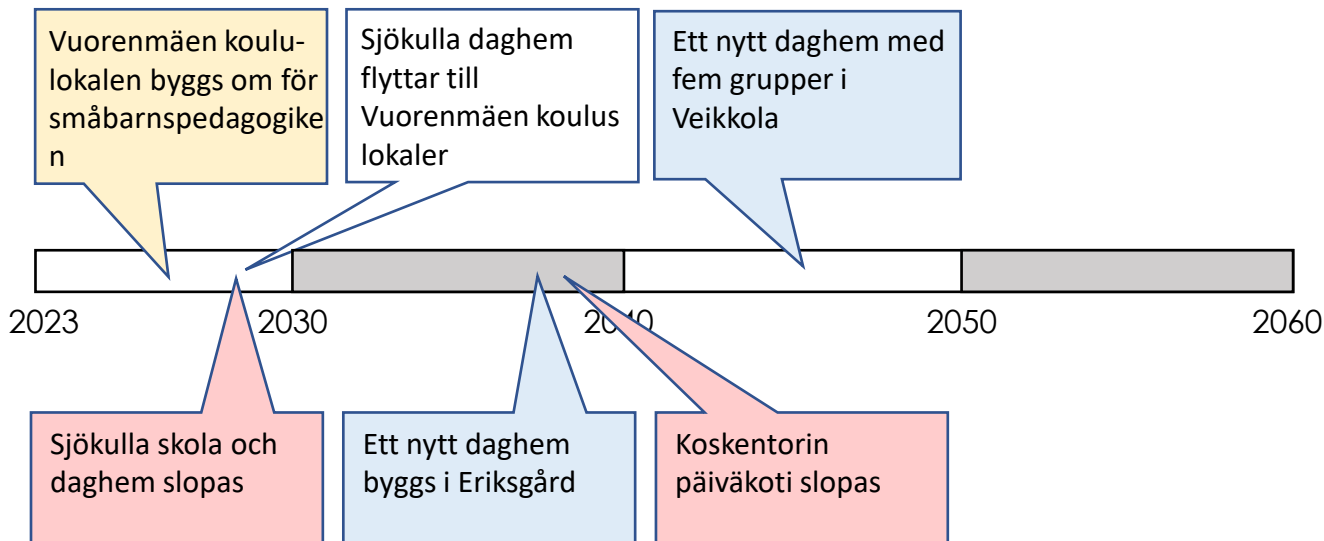 Vuorenmäen koulu-
lokalen byggs om för
småbarnspedagogike
n
Sjökulla daghem
flyttar till
Vuorenmäen koulus
lokaler
Ett nytt daghem med
fem grupper i
Veikkola
2023
2030
2040
2050
2060
Sjökulla skola och
daghem slopas
Ett nytt daghem
byggs i Eriksgård
Koskentorin
päiväkoti slopas